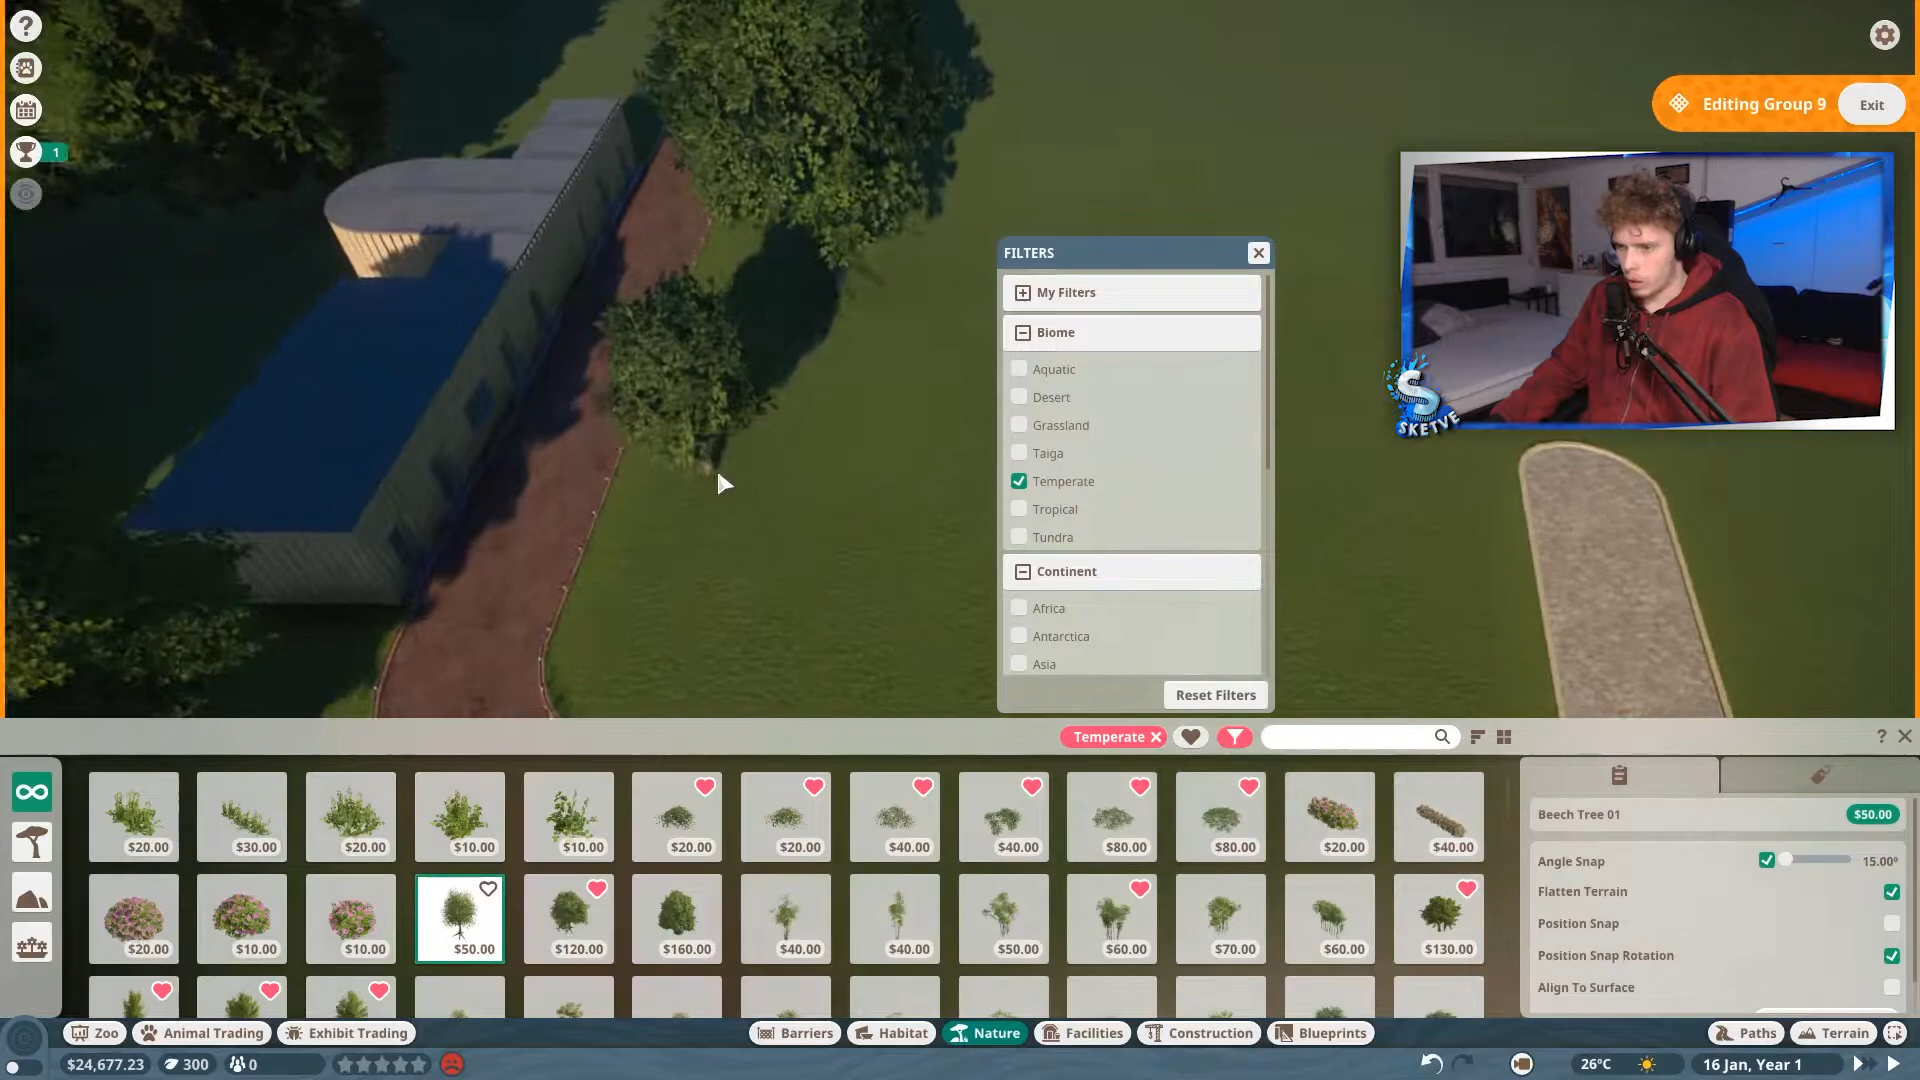 ?
Editing Group 9
Exit
1
S
SKETVE
FILTERS
My Filters
Biome
Aquatic
Desert
Grassland
Taiga
Temperate
Tropical
Tundra
Continent
Africa
Antarctica
Asia
Reset Filters
Temperate
?
$20.00 $30.00 $20.00 $10.00 $10.00 $20.00 $20.00 $40.00 $40.00 $80.00 $80.00 $20.00 $40.00
$20.00 $10.00 $10.00 $50.00 $120.00 $160.00 $40.00 $40.00 $50.00 $60.00 $70.00 $60.00 $130.00
Beech Tree 01 $50.00
Angle Snap 15.00°
Flatten Terrain
Position Snap
Position Snap Rotation
Align To Surface
Zoo Animal Trading Exhibit Trading Barriers Habitat Nature Facilities Construction Blueprints Paths Terrain
$24,677.23 300 0 26°C 16 Jan, Year 1